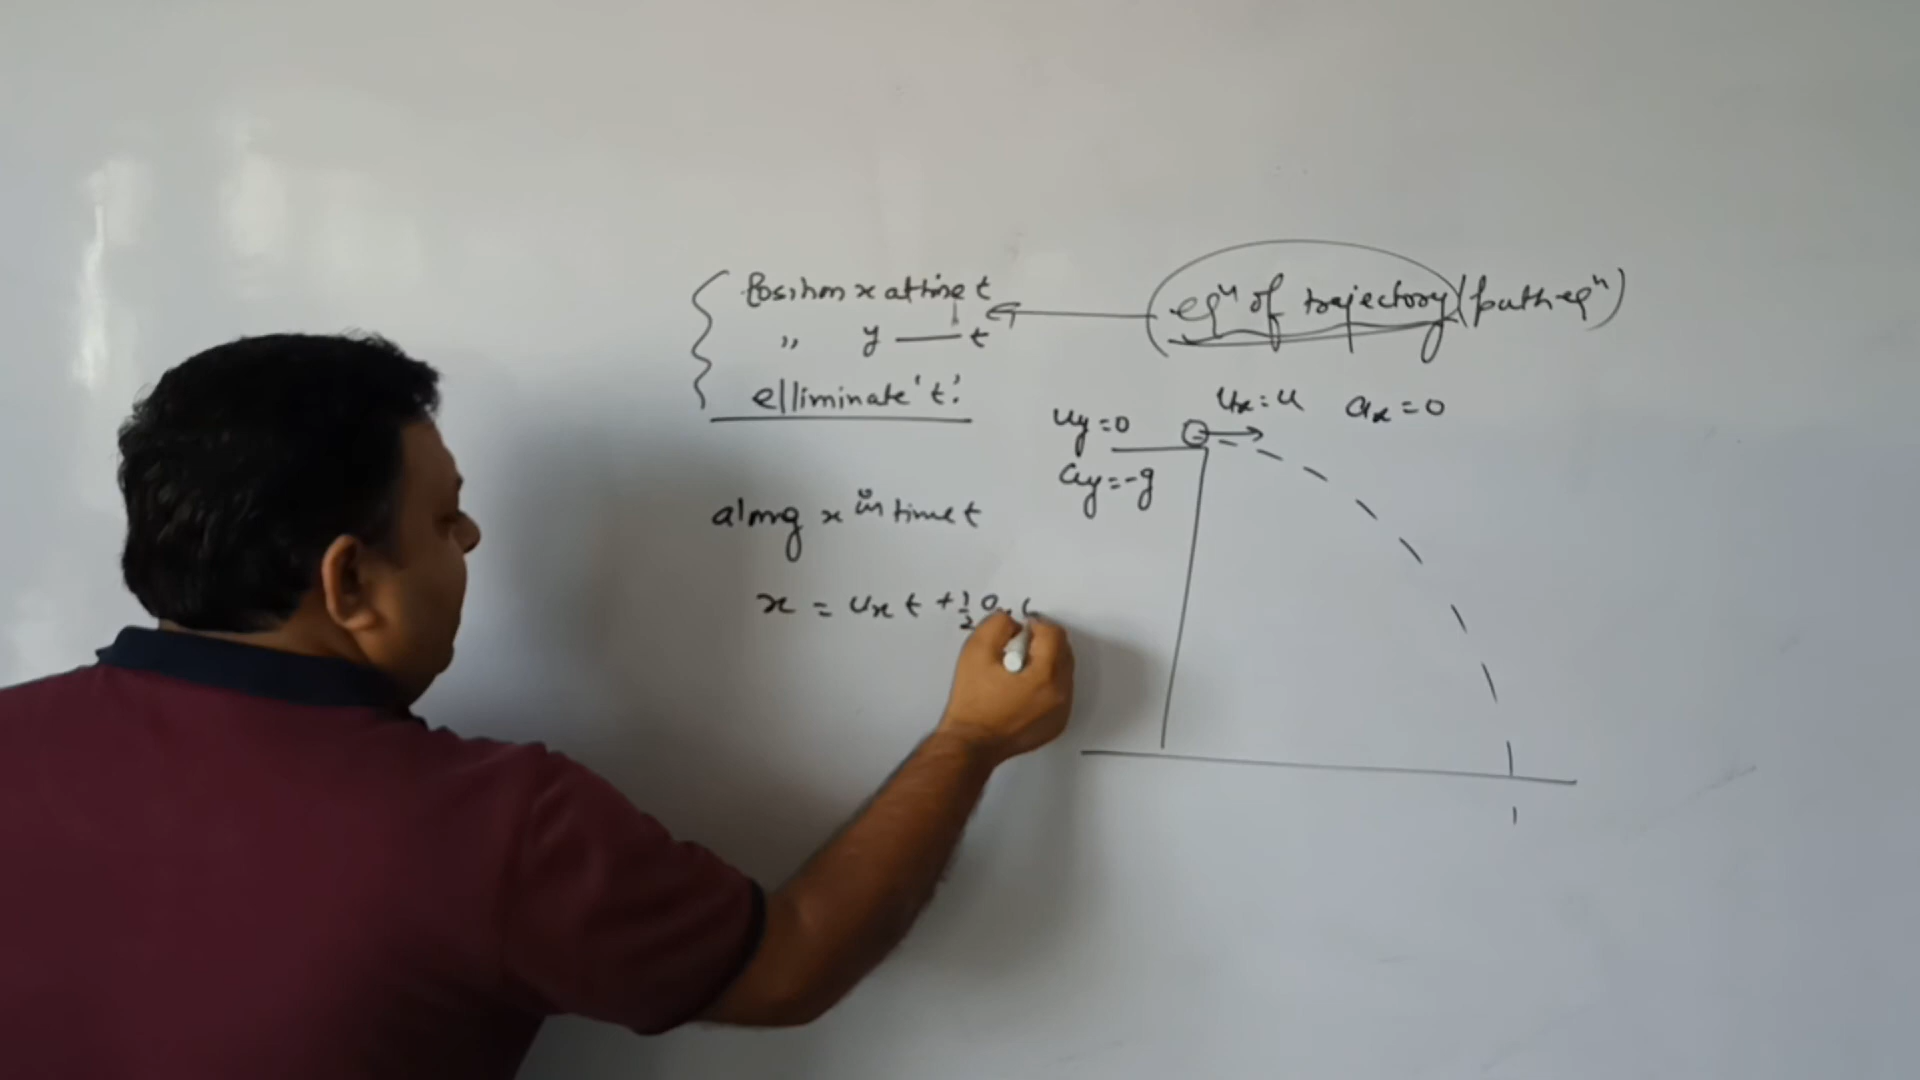 Position x at time t
,, y —— t
elliminate 't'.
eqⁿ of trajectory (path eqⁿ)
uₓ = u aₓ = 0
uy = 0
ay = -g
along x in time t
x = uₓ t + 1/2 aₓ t